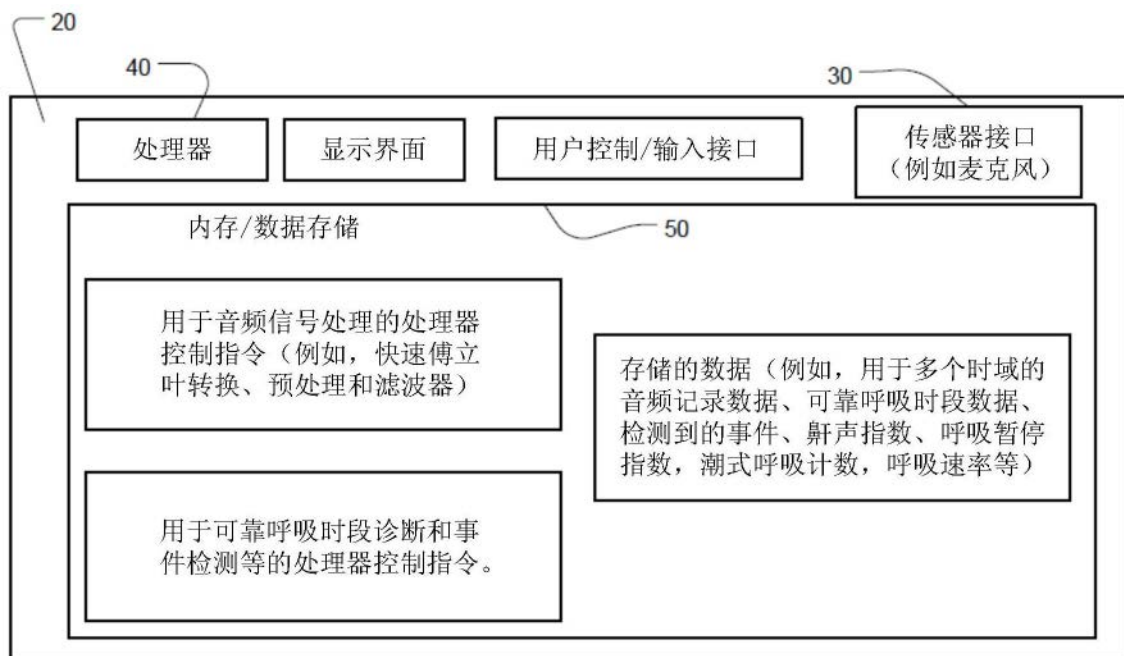 20
40
30
处理器
显示界面
用户控制/输入接口
传感器接口
（例如麦克风）
内存/数据存储
50
用于音频信号处理的处理器
控制指令（例如，快速傅立
叶转换、预处理和滤波器）
存储的数据（例如，用于多个时域的
音频记录数据、可靠呼吸时段数据、
检测到的事件、鼾声指数、呼吸暂停
指数，潮式呼吸计数，呼吸速率等）
用于可靠呼吸时段诊断和事
件检测等的处理器控制指令。